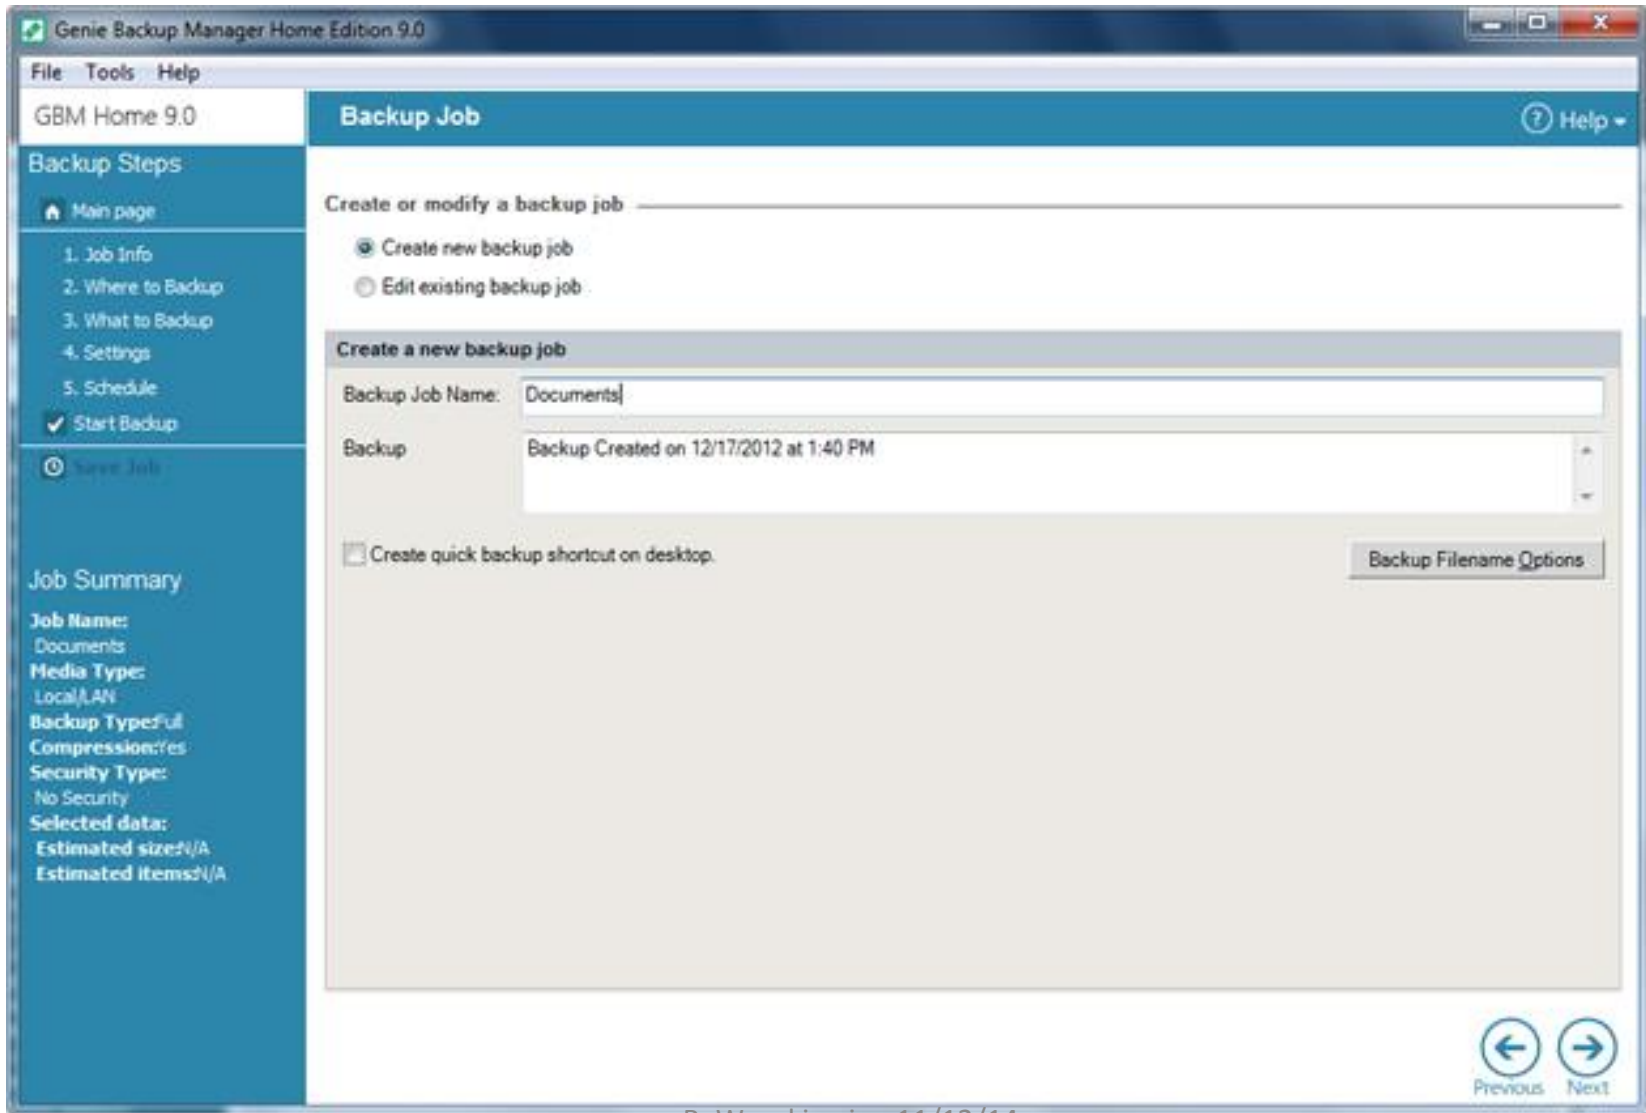 Genie Backup Manager Home Edition 9.0
File Tools Help
GBM Home 9.0
Backup Job
? Help
Backup Steps
Main page
1. Job Info
2. Where to Backup
3. What to Backup
4. Settings
5. Schedule
Start Backup
Save Job
Create or modify a backup job
Create new backup job
Edit existing backup job
Create a new backup job
Backup Job Name: Documents
Backup Backup Created on 12/17/2012 at 1:40 PM
Create quick backup shortcut on desktop.
Backup Filename Options
Job Summary
Job Name:
Documents
Media Type:
Local/LAN
Backup Type:Full
Compression:Yes
Security Type:
No Security
Selected data:
Estimated size:N/A
Estimated items:N/A
Previous Next